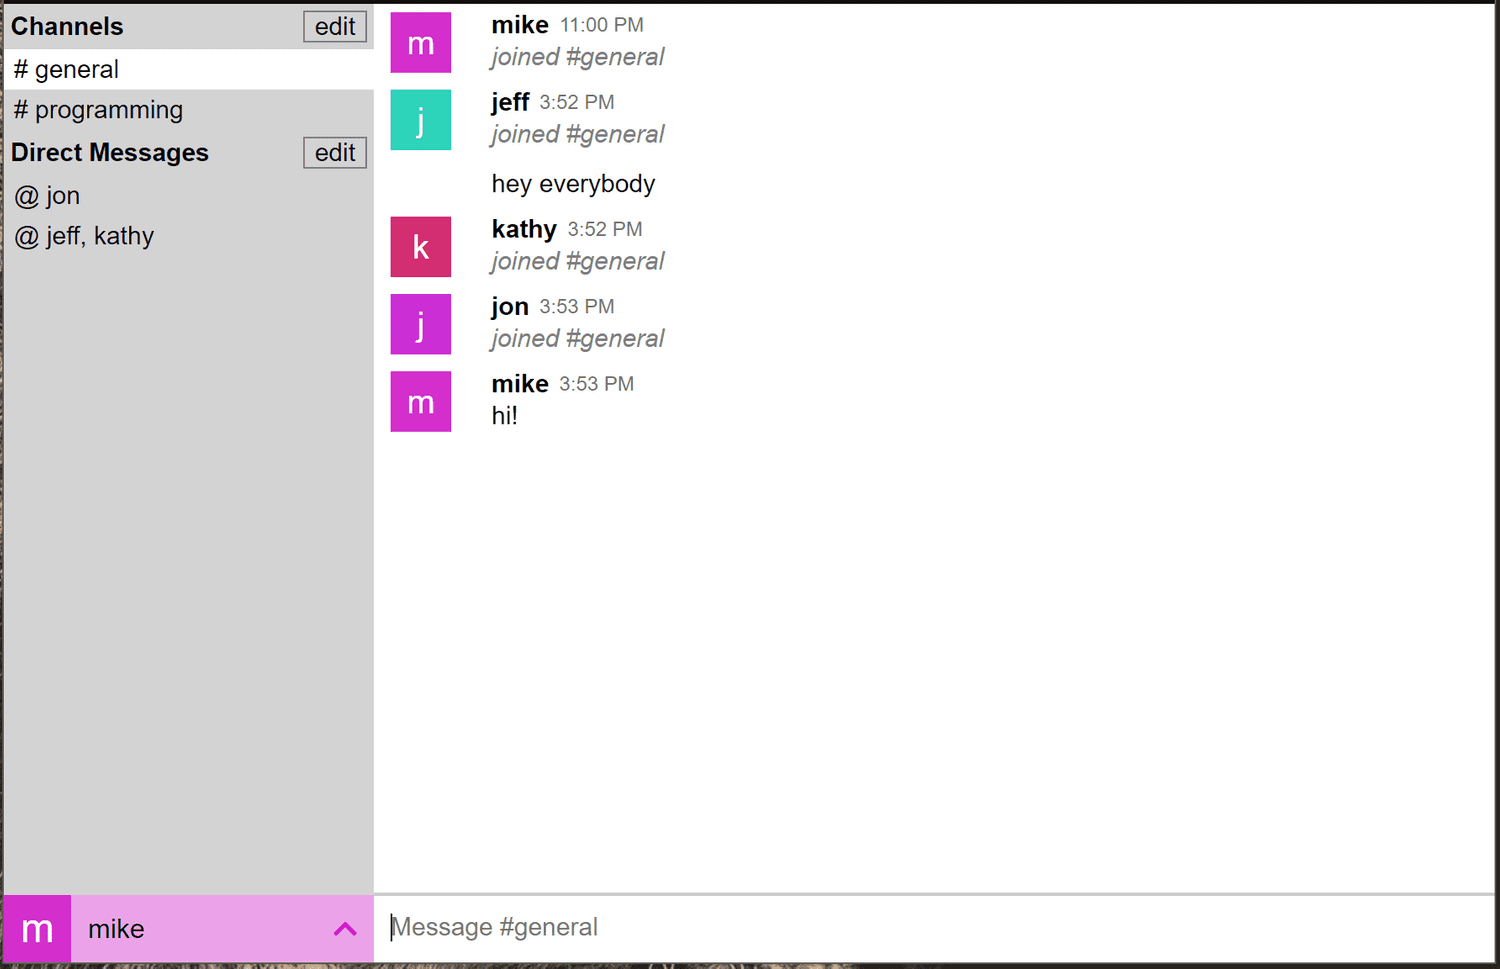 Channels edit
# general
# programming
Direct Messages edit
@ jon
@ jeff, kathy
m mike
m
mike 11:00 PM
joined #general
j
jeff 3:52 PM
joined #general
hey everybody
k
kathy 3:52 PM
joined #general
j
jon 3:53 PM
joined #general
m
mike 3:53 PM
hi!
Message #general